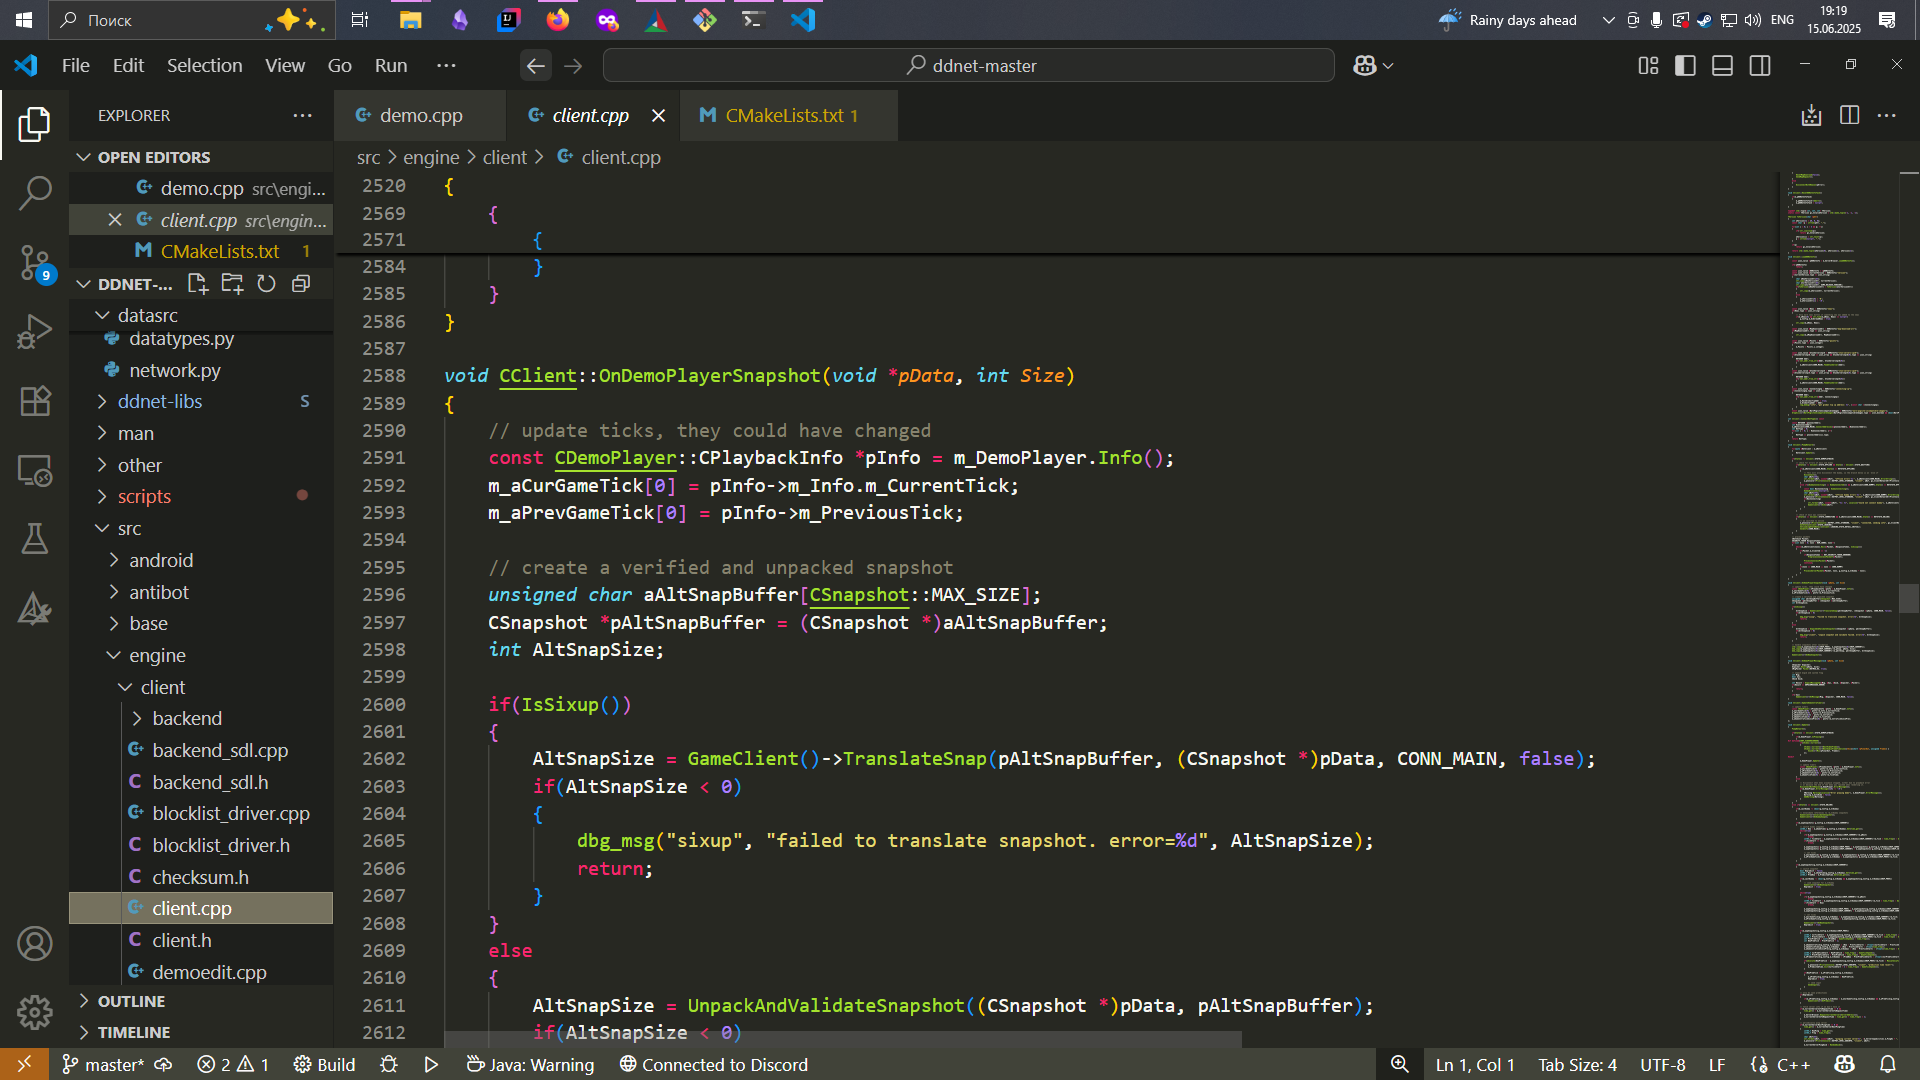 Поиск
Rainy days ahead
ENG
19:19
15.06.2025
File Edit Selection View Go Run ···
ddnet-master
EXPLORER
demo.cpp
client.cpp
CMakeLists.txt 1
OPEN EDITORS
demo.cpp src\engi...
client.cpp src\engin...
CMakeLists.txt 1
DDNET-...
datasrc
datatypes.py
network.py
ddnet-libs S
man
other
scripts
src
android
antibot
base
engine
client
backend
backend_sdl.cpp
backend_sdl.h
blocklist_driver.cpp
blocklist_driver.h
checksum.h
client.cpp
client.h
demoedit.cpp
OUTLINE
TIMELINE
9
src > engine > client > client.cpp
2520 {
2569 {
2571 {
2584 }
2585 }
2586 }
2587
2588 void CClient::OnDemoPlayerSnapshot(void *pData, int Size)
2589 {
2590 // update ticks, they could have changed
2591 const CDemoPlayer::CPlaybackInfo *pInfo = m_DemoPlayer.Info();
2592 m_aCurGameTick[0] = pInfo->m_Info.m_CurrentTick;
2593 m_aPrevGameTick[0] = pInfo->m_PreviousTick;
2594
2595 // create a verified and unpacked snapshot
2596 unsigned char aAltSnapBuffer[CSnapshot::MAX_SIZE];
2597 CSnapshot *pAltSnapBuffer = (CSnapshot *)aAltSnapBuffer;
2598 int AltSnapSize;
2599
2600 if(IsSixup())
2601 {
2602 AltSnapSize = GameClient()->TranslateSnap(pAltSnapBuffer, (CSnapshot *)pData, CONN_MAIN, false);
2603 if(AltSnapSize < 0)
2604 {
2605 dbg_msg("sixup", "failed to translate snapshot. error=%d", AltSnapSize);
2606 return;
2607 }
2608 }
2609 else
2610 {
2611 AltSnapSize = UnpackAndValidateSnapshot((CSnapshot *)pData, pAltSnapBuffer);
2612 if(AltSnapSize < 0)
master* 2 1 Build Java: Warning Connected to Discord
Ln 1, Col 1 Tab Size: 4 UTF-8 LF C++